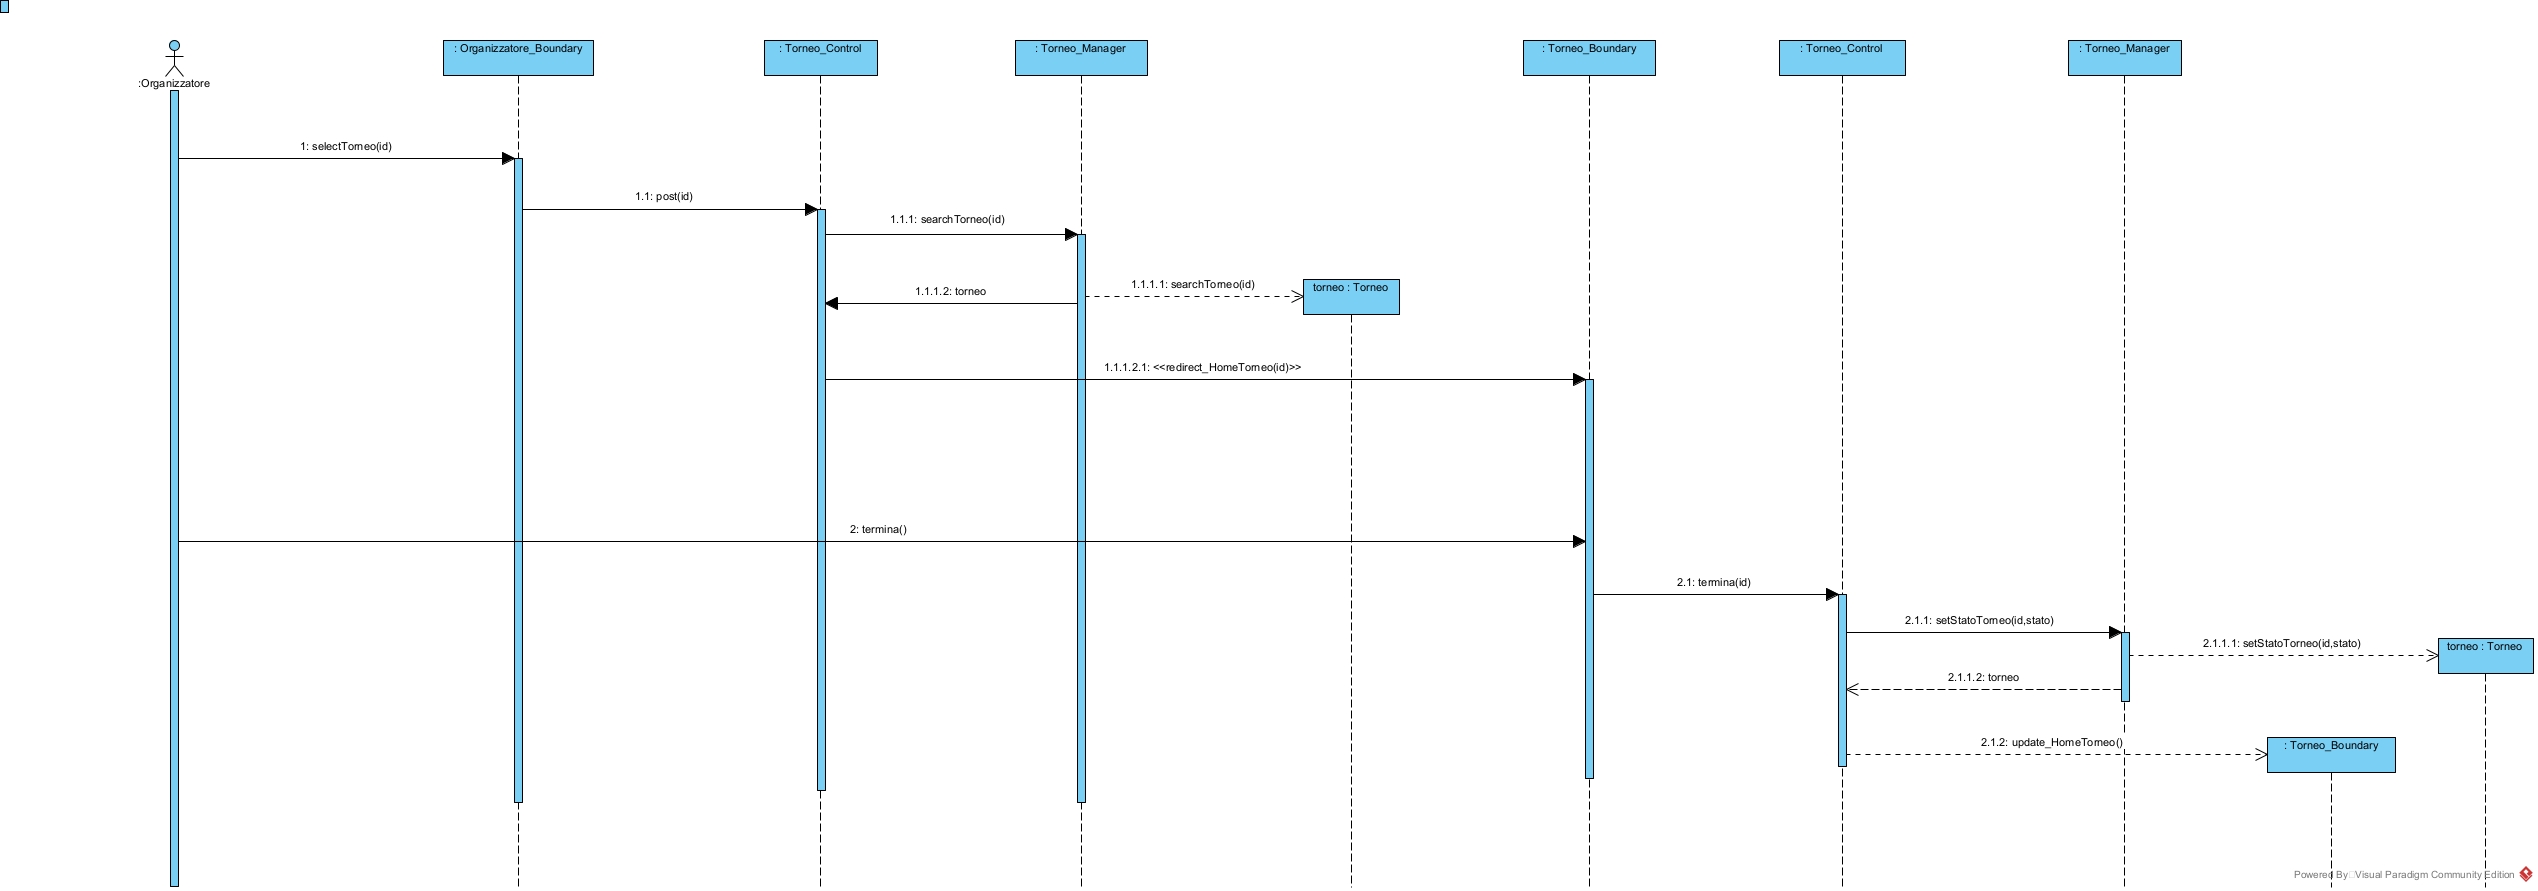 : Organizzatore_Boundary
: Torneo_Control
: Torneo_Manager
: Torneo_Boundary
: Torneo_Control
: Torneo_Manager
:Organizzatore
1: selectTorneo(id)
1.1: post(id)
1.1.1: searchTorneo(id)
1.1.1.1: searchTorneo(id)
torneo : Torneo
1.1.1.2: torneo
1.1.1.2.1: <<redirect_HomeTorneo(id)>>
2: termina()
2.1: termina(id)
2.1.1: setStatoTorneo(id,stato)
2.1.1.1: setStatoTorneo(id,stato)
torneo : Torneo
2.1.1.2: torneo
2.1.2: update_HomeTorneo()
: Torneo_Boundary
Powered By Visual Paradigm Community Edition